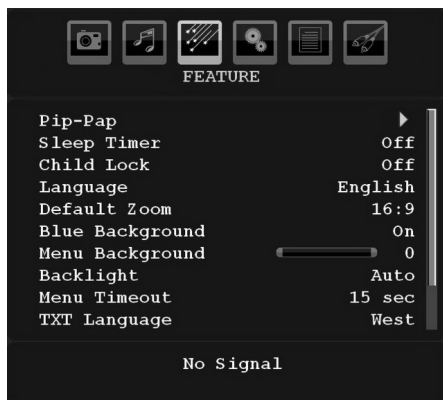 FEATURE
Pip-Pap
Sleep Timer Off
Child Lock Off
Language English
Default Zoom 16:9
Blue Background On
Menu Background 0
Backlight Auto
Menu Timeout 15 sec
TXT Language West
No Signal